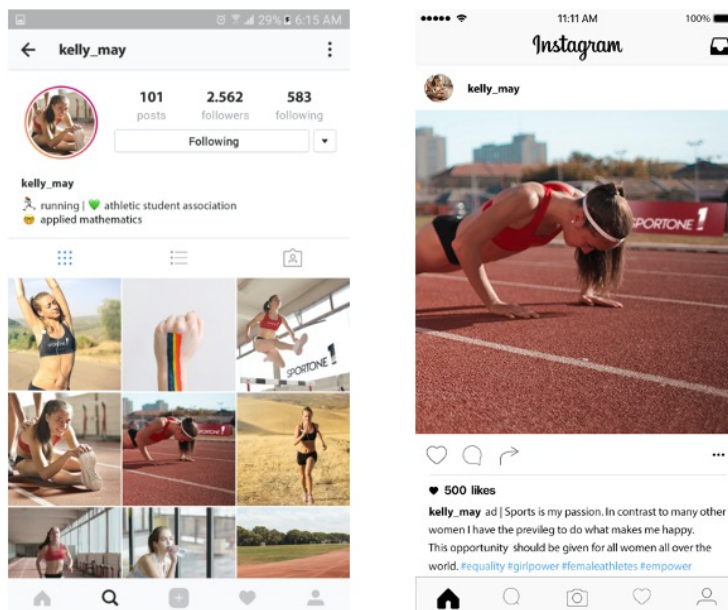 29% 6:15 AM
kelly_may
101 2.562 583
posts followers following
Following
kelly_may
running | athletic student association
applied mathematics
SPORTONE 1
11:11 AM 100%
Instagram
kelly_may
SPORTONE 1
500 likes
kelly_may ad | Sports is my passion. In contrast to many other
women I have the previleg to do what makes me happy.
This opportunity should be given for all women all over the
world. #equality #girlpower #femaleathletes #empower